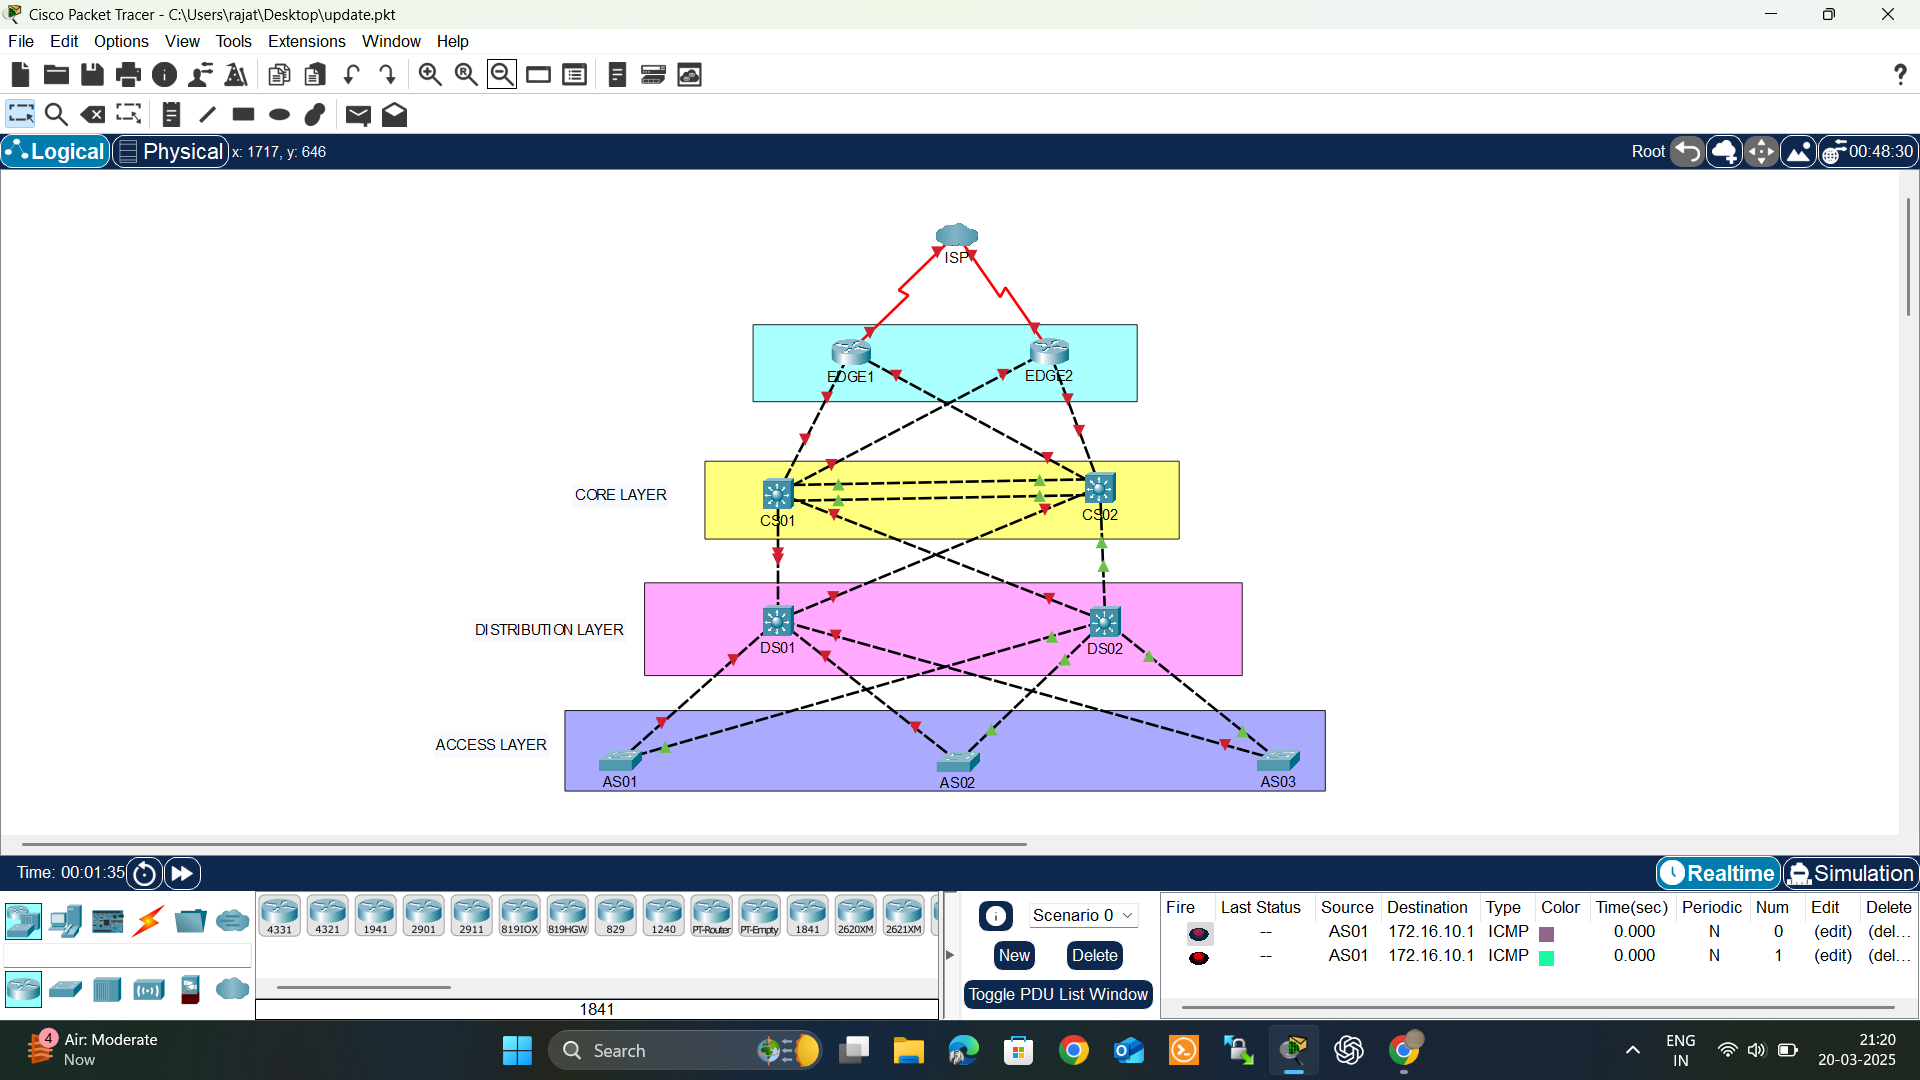 Cisco Packet Tracer - C:\Users\rajat\Desktop\update.pkt
File Edit Options View Tools Extensions Window Help
Logical Physical x: 1717, y: 646 Root 00:48:30
ISP
EDGE1 EDGE2
CORE LAYER
CS01 CS02
DISTRIBUTION LAYER
DS01 DS02
ACCESS LAYER
AS01 AS02 AS03
Time: 00:01:35 Realtime Simulation
4331 4321 1941 2901 2911 819IOX 819HGW 829 1240 PT-Router PT-Empty 1841 2620XM 2621XM
1841
Scenario 0
New Delete
Toggle PDU List Window
Fire Last Status Source Destination Type Color Time(sec) Periodic Num Edit Delete
-- AS01 172.16.10.1 ICMP 0.000 N 0 (edit) (del...
-- AS01 172.16.10.1 ICMP 0.000 N 1 (edit) (del...
4 Air: Moderate
Now
Search
ENG
IN
21:20
20-03-2025